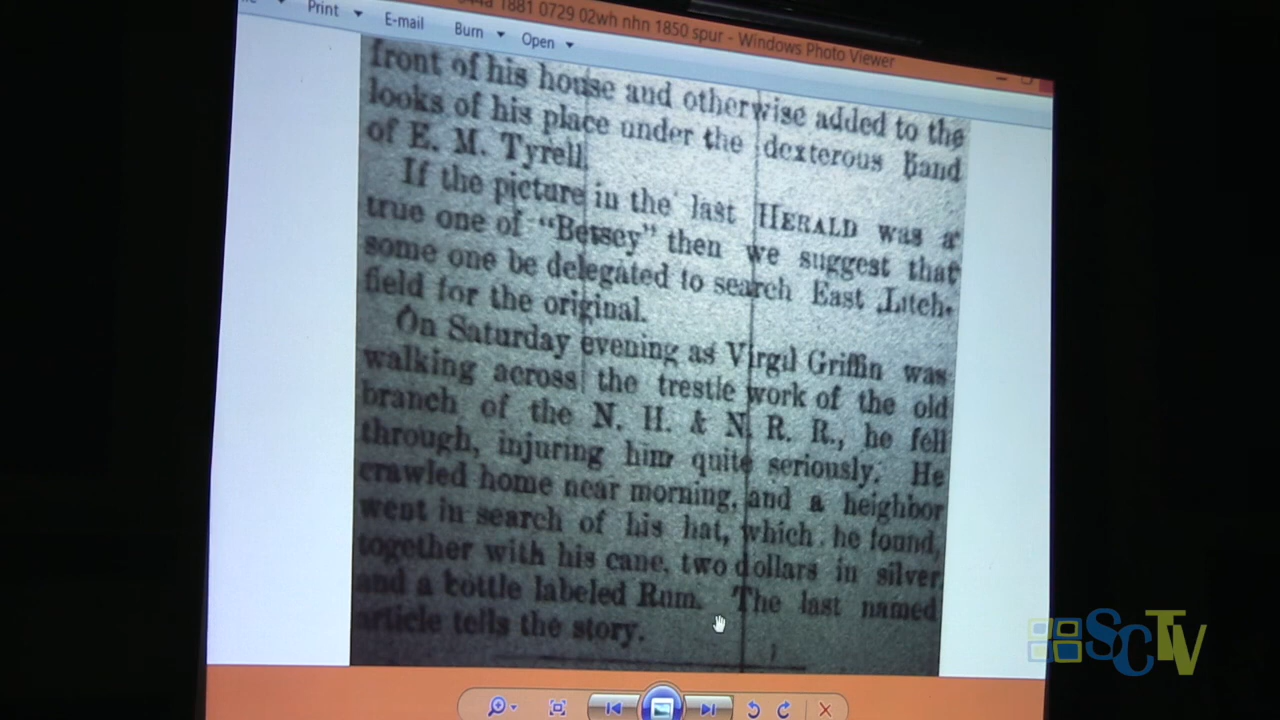 Print
E-mail
Burn
Open
1881 0729 02wh nhn 1850 spur - Windows Photo Viewer
front of his house and otherwise added to the
looks of his place under the dexterous hand
of E. M. Tyrell.
If the picture in the last HERALD was a
true one of "Betsey" then we suggest that
some one be delegated to search East Litch-
field for the original.
On Saturday evening as Virgil Griffin was
walking across the trestle work of the old
branch of the N. H. & N. R. R., he fell
through, injuring him quite seriously. He
crawled home near morning, and a neighbor
went in search of his hat, which he found,
together with his cane, two dollars in silver,
and a bottle labeled Rum. The last named
article tells the story.
SCTV